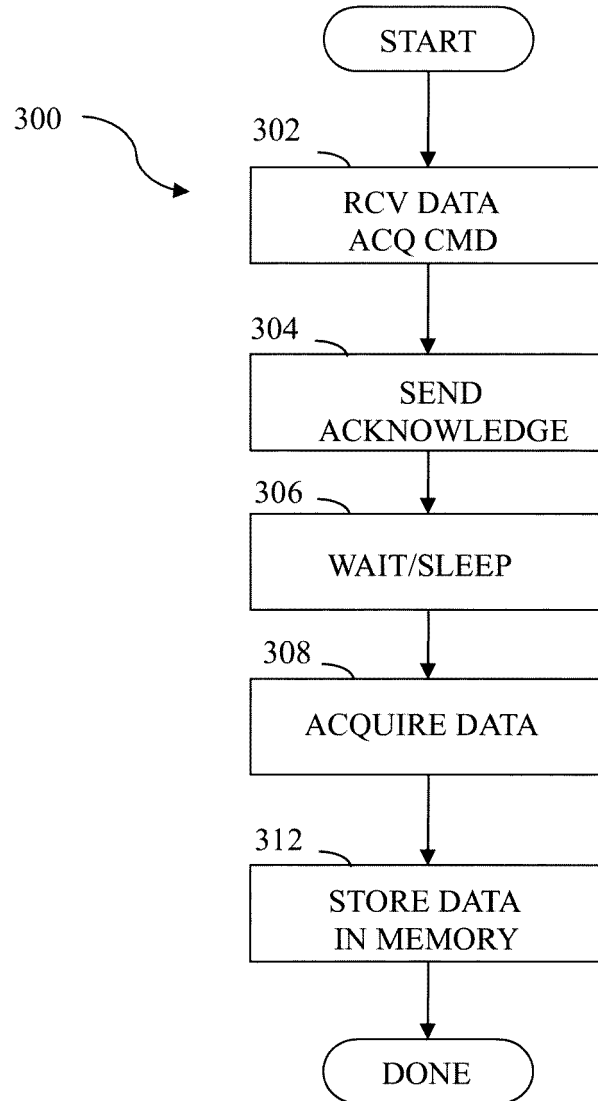 START
300
302
RCV DATA
ACQ CMD
304
SEND
ACKNOWLEDGE
306
WAIT/SLEEP
308
ACQUIRE DATA
312
STORE DATA
IN MEMORY
DONE